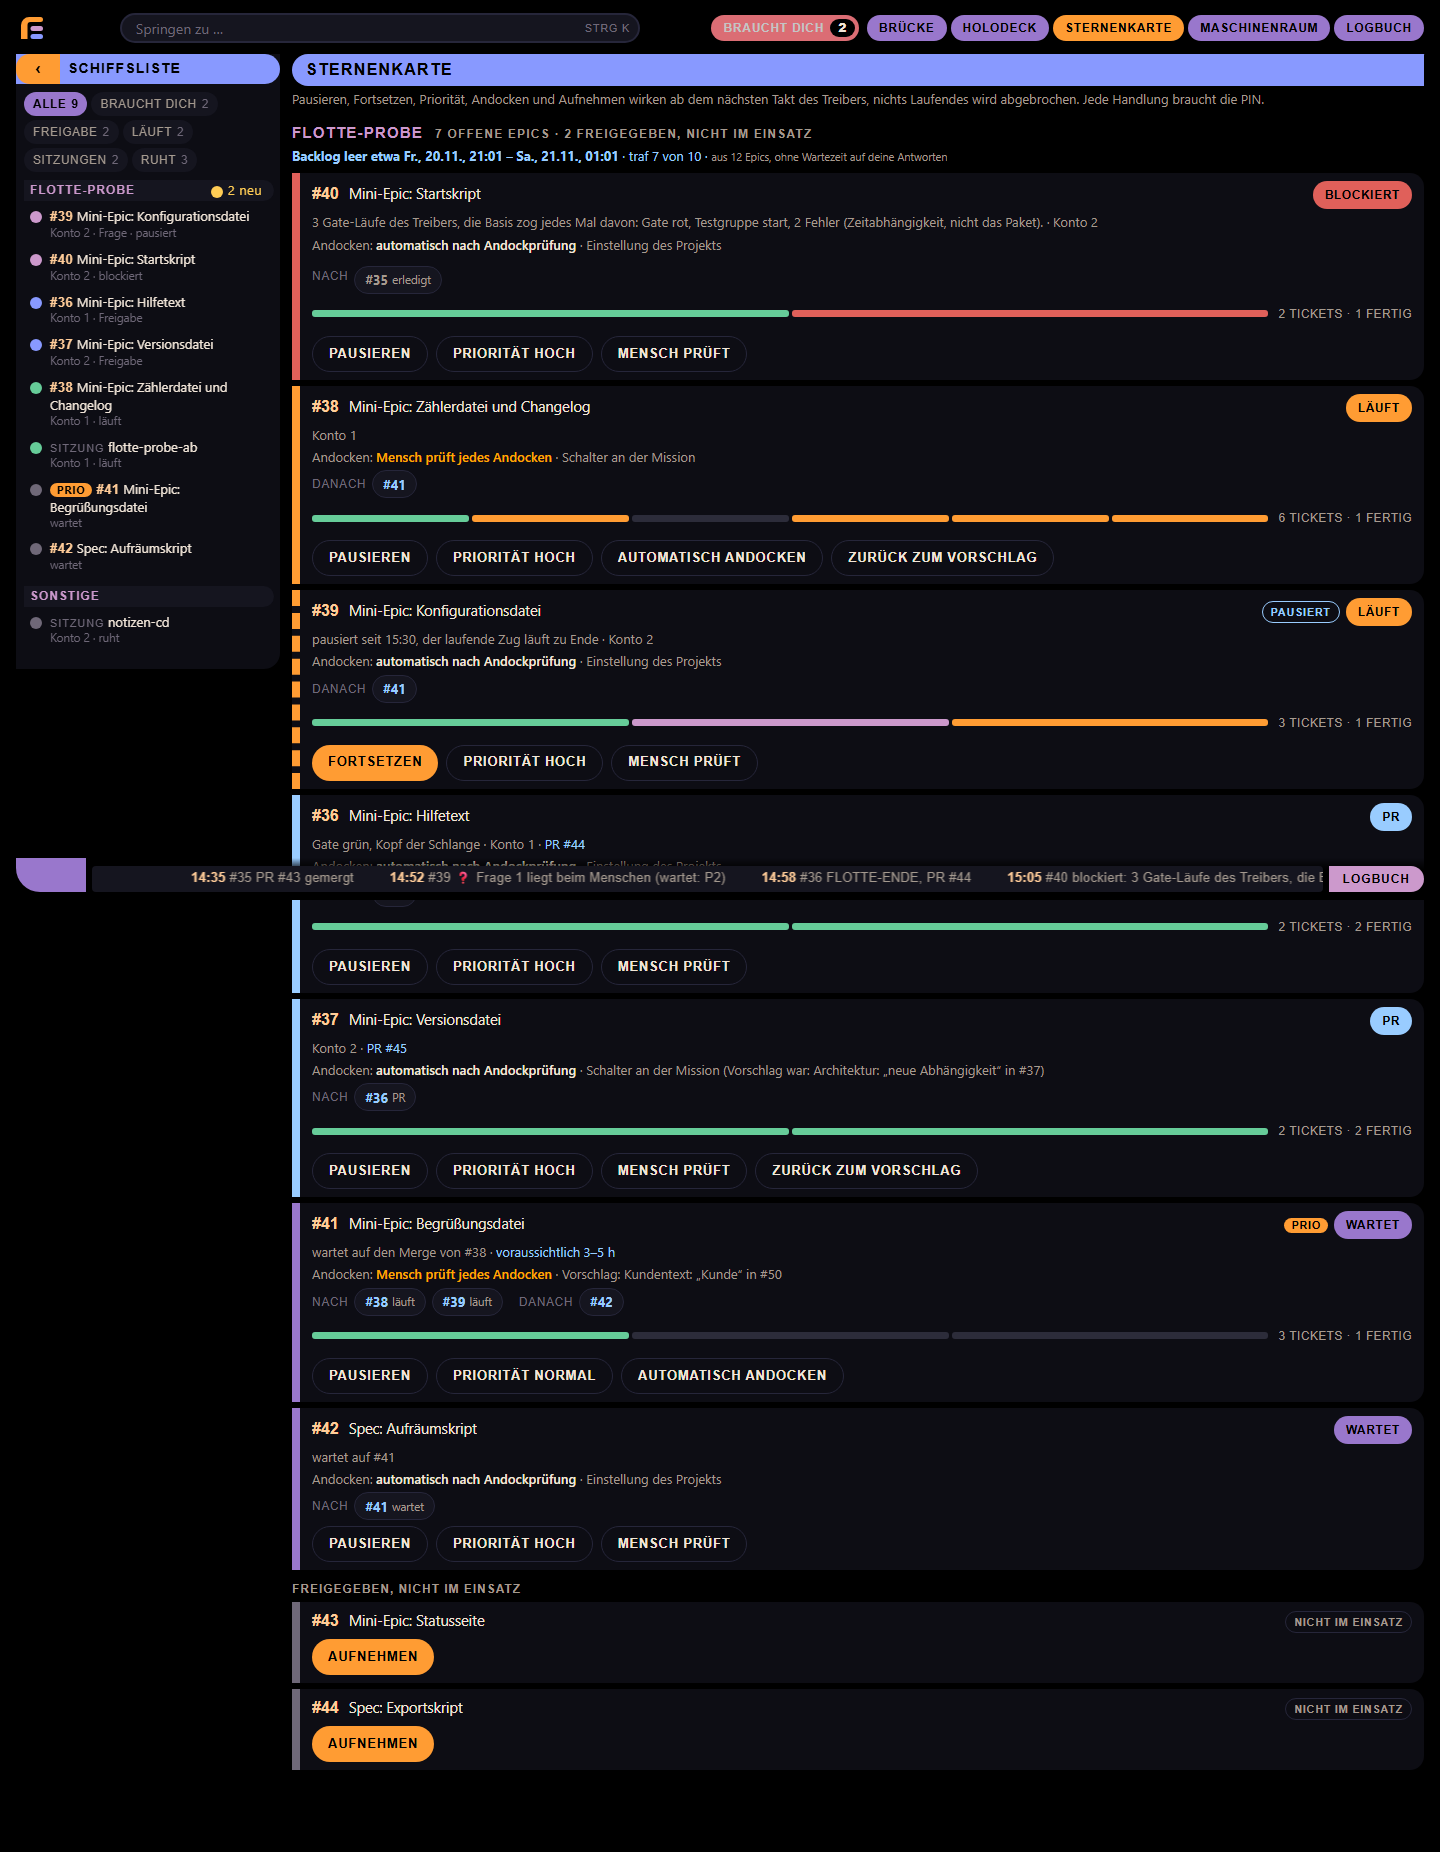 Springen zu ...
STRG K
BRAUCHT DICH 2
BRÜCKE
HOLODECK
STERNENKARTE
MASCHINENRAUM
LOGBUCH
‹ SCHIFFSLISTE
ALLE 9
BRAUCHT DICH 2
FREIGABE 2
LÄUFT 2
SITZUNGEN 2
RUHT 3
FLOTTE-PROBE 2 neu
#39 Mini-Epic: Konfigurationsdatei
Konto 2 · Frage · pausiert
#40 Mini-Epic: Startskript
Konto 2 · blockiert
#36 Mini-Epic: Hilfetext
Konto 1 · Freigabe
#37 Mini-Epic: Versionsdatei
Konto 2 · Freigabe
#38 Mini-Epic: Zählerdatei und
Changelog
Konto 1 · läuft
SITZUNG flotte-probe-ab
Konto 1 · läuft
PRIO #41 Mini-Epic:
Begrüßungsdatei
wartet
#42 Spec: Aufräumskript
wartet
SONSTIGE
SITZUNG notizen-cd
Konto 2 · ruht
STERNENKARTE
Pausieren, Fortsetzen, Priorität, Andocken und Aufnehmen wirken ab dem nächsten Takt des Treibers, nichts Laufendes wird abgebrochen. Jede Handlung braucht die PIN.
FLOTTE-PROBE 7 OFFENE EPICS · 2 FREIGEGEBEN, NICHT IM EINSATZ
Backlog leer etwa Fr., 20.11., 21:01 – Sa., 21.11., 01:01 · traf 7 von 10 · aus 12 Epics, ohne Wartezeit auf deine Antworten
#40 Mini-Epic: Startskript
BLOCKIERT
3 Gate-Läufe des Treibers, die Basis zog jedes Mal davon: Gate rot, Testgruppe start, 2 Fehler (Zeitabhängigkeit, nicht das Paket). · Konto 2
Andocken: automatisch nach Andockprüfung · Einstellung des Projekts
NACH #35 erledigt
2 TICKETS · 1 FERTIG
PAUSIEREN
PRIORITÄT HOCH
MENSCH PRÜFT
#38 Mini-Epic: Zählerdatei und Changelog
LÄUFT
Konto 1
Andocken: Mensch prüft jedes Andocken · Schalter an der Mission
DANACH #41
6 TICKETS · 1 FERTIG
PAUSIEREN
PRIORITÄT HOCH
AUTOMATISCH ANDOCKEN
ZURÜCK ZUM VORSCHLAG
#39 Mini-Epic: Konfigurationsdatei
PAUSIERT
LÄUFT
pausiert seit 15:30, der laufende Zug läuft zu Ende · Konto 2
Andocken: automatisch nach Andockprüfung · Einstellung des Projekts
DANACH #41
3 TICKETS · 1 FERTIG
FORTSETZEN
PRIORITÄT HOCH
MENSCH PRÜFT
#36 Mini-Epic: Hilfetext
PR
Gate grün, Kopf der Schlange · Konto 1 · PR #44
Andocken: automatisch nach Andockprüfung · Einstellung des Projekts
14:35 #35 PR #43 gemergt
14:52 #39 ❓ Frage 1 liegt beim Menschen (wartet: P2)
14:58 #36 FLOTTE-ENDE, PR #44
15:05 #40 blockiert: 3 Gate-Läufe des Treibers, die
LOGBUCH
2 TICKETS · 2 FERTIG
PAUSIEREN
PRIORITÄT HOCH
MENSCH PRÜFT
#37 Mini-Epic: Versionsdatei
PR
Konto 2 · PR #45
Andocken: automatisch nach Andockprüfung · Schalter an der Mission (Vorschlag war: Architektur: „neue Abhängigkeit“ in #37)
NACH #36 PR
2 TICKETS · 2 FERTIG
PAUSIEREN
PRIORITÄT HOCH
MENSCH PRÜFT
ZURÜCK ZUM VORSCHLAG
#41 Mini-Epic: Begrüßungsdatei
PRIO
WARTET
wartet auf den Merge von #38 · voraussichtlich 3–5 h
Andocken: Mensch prüft jedes Andocken · Vorschlag: Kundentext: „Kunde“ in #50
NACH #38 läuft #39 läuft DANACH #42
3 TICKETS · 1 FERTIG
PAUSIEREN
PRIORITÄT NORMAL
AUTOMATISCH ANDOCKEN
#42 Spec: Aufräumskript
WARTET
wartet auf #41
Andocken: automatisch nach Andockprüfung · Einstellung des Projekts
NACH #41 wartet
PAUSIEREN
PRIORITÄT HOCH
MENSCH PRÜFT
FREIGEGEBEN, NICHT IM EINSATZ
#43 Mini-Epic: Statusseite
NICHT IM EINSATZ
AUFNEHMEN
#44 Spec: Exportskript
NICHT IM EINSATZ
AUFNEHMEN